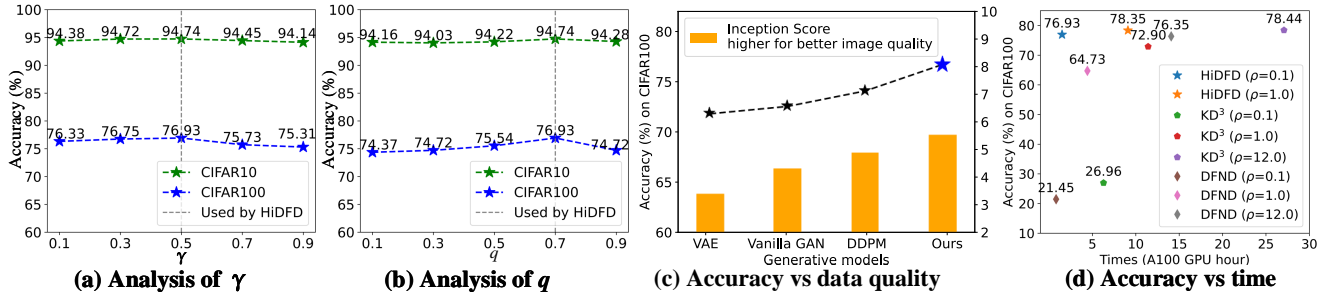 100
95
90
85
80
75
70
65
60
Accuracy (%)
94.38
94.72
94.74
94.45
94.14
76.33
76.75
76.93
75.73
75.31
CIFAR10
CIFAR100
Used by HiDFD
0.1
0.3
0.5
0.7
0.9
γ
(a) Analysis of γ
100
95
90
85
80
75
70
65
60
Accuracy (%)
94.16
94.03
94.22
94.74
94.28
74.37
74.72
75.54
76.93
74.72
CIFAR10
CIFAR100
Used by HiDFD
0.1
0.3
0.5
0.7
0.9
q
(b) Analysis of q
80
75
70
65
60
Accuracy (%) on CIFAR100
Inception Score
higher for better image quality
10
9
8
7
6
5
4
3
2
VAE
Vanilla GAN
DDPM
Ours
Generative models
(c) Accuracy vs data quality
80
70
60
50
40
30
20
10
Accuracy (%) on CIFAR100
76.93
78.35
76.35
78.44
72.90
64.73
26.96
21.45
HiDFD (ρ=0.1)
HiDFD (ρ=1.0)
KD³ (ρ=0.1)
KD³ (ρ=1.0)
KD³ (ρ=12.0)
DFND (ρ=0.1)
DFND (ρ=1.0)
DFND (ρ=12.0)
5
10
15
20
25
30
Times (A100 GPU hour)
(d) Accuracy vs time